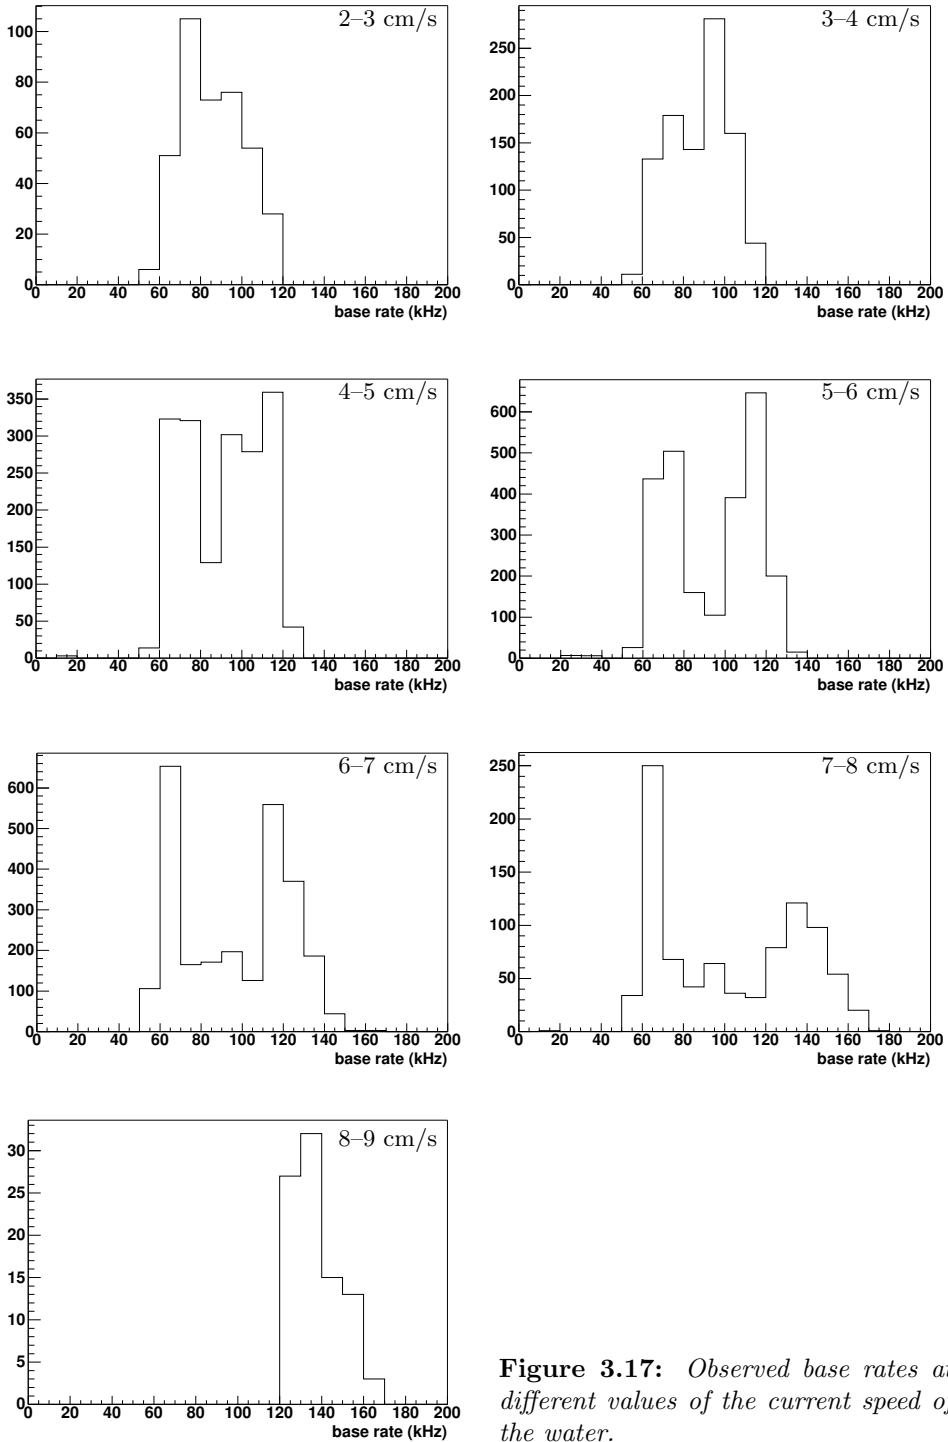 2–3 cm/s
100
80
60
40
20
0
0 20 40 60 80 100 120 140 160 180 200
base rate (kHz)
3–4 cm/s
250
200
150
100
50
0
0 20 40 60 80 100 120 140 160 180 200
base rate (kHz)
4–5 cm/s
350
300
250
200
150
100
50
0
0 20 40 60 80 100 120 140 160 180 200
base rate (kHz)
5–6 cm/s
600
500
400
300
200
100
0
0 20 40 60 80 100 120 140 160 180 200
base rate (kHz)
6–7 cm/s
600
500
400
300
200
100
0
0 20 40 60 80 100 120 140 160 180 200
base rate (kHz)
7–8 cm/s
250
200
150
100
50
0
0 20 40 60 80 100 120 140 160 180 200
base rate (kHz)
8–9 cm/s
30
25
20
15
10
5
0
0 20 40 60 80 100 120 140 160 180 200
base rate (kHz)
Figure 3.17: Observed base rates
different values of the current speed
the water.